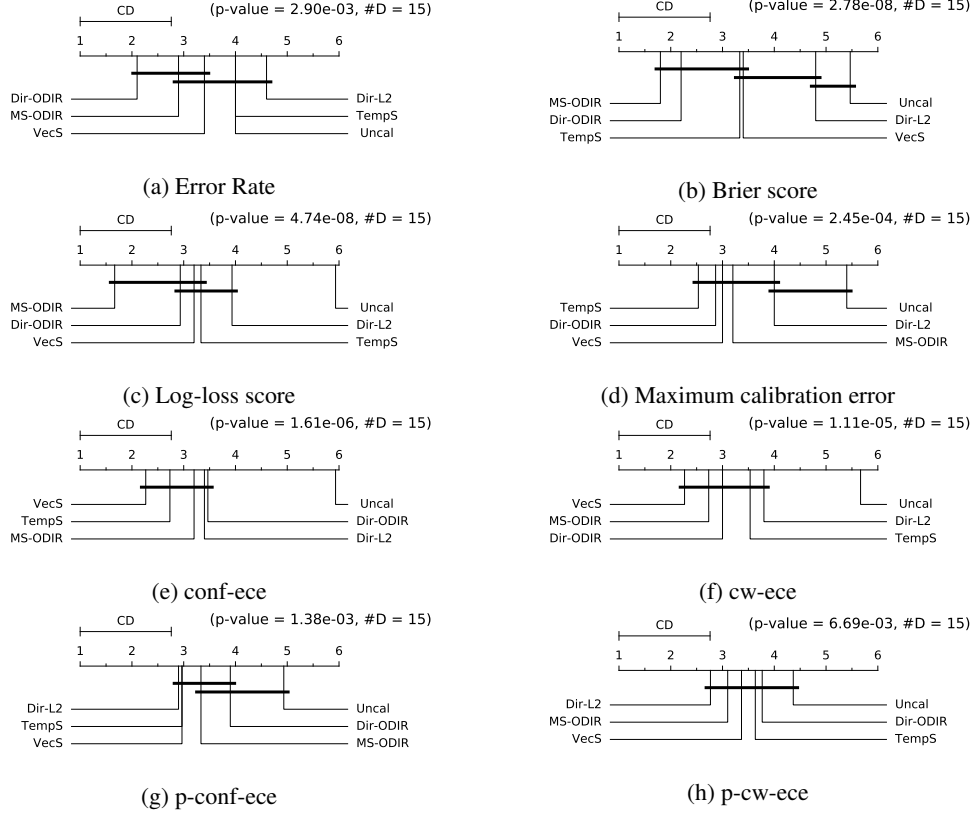 (p-value = 2.90e-03, #D = 15)
CD
1 2 3 4 5 6
Dir-ODIR Dir-L2
MS-ODIR TempS
VecS Uncal
(a) Error Rate
(p-value = 2.78e-08, #D = 15)
CD
1 2 3 4 5 6
MS-ODIR Uncal
Dir-ODIR Dir-L2
TempS VecS
(b) Brier score
(p-value = 4.74e-08, #D = 15)
CD
1 2 3 4 5 6
MS-ODIR Uncal
Dir-ODIR Dir-L2
VecS TempS
(c) Log-loss score
(p-value = 2.45e-04, #D = 15)
CD
1 2 3 4 5 6
TempS Uncal
Dir-ODIR Dir-L2
VecS MS-ODIR
(d) Maximum calibration error
(p-value = 1.61e-06, #D = 15)
CD
1 2 3 4 5 6
VecS Uncal
TempS Dir-ODIR
MS-ODIR Dir-L2
(e) conf-ece
(p-value = 1.11e-05, #D = 15)
CD
1 2 3 4 5 6
VecS Uncal
MS-ODIR Dir-L2
Dir-ODIR TempS
(f) cw-ece
(p-value = 1.38e-03, #D = 15)
CD
1 2 3 4 5 6
Dir-L2 Uncal
TempS Dir-ODIR
VecS MS-ODIR
(g) p-conf-ece
(p-value = 6.69e-03, #D = 15)
CD
1 2 3 4 5 6
Dir-L2 Uncal
MS-ODIR Dir-ODIR
VecS TempS
(h) p-cw-ece